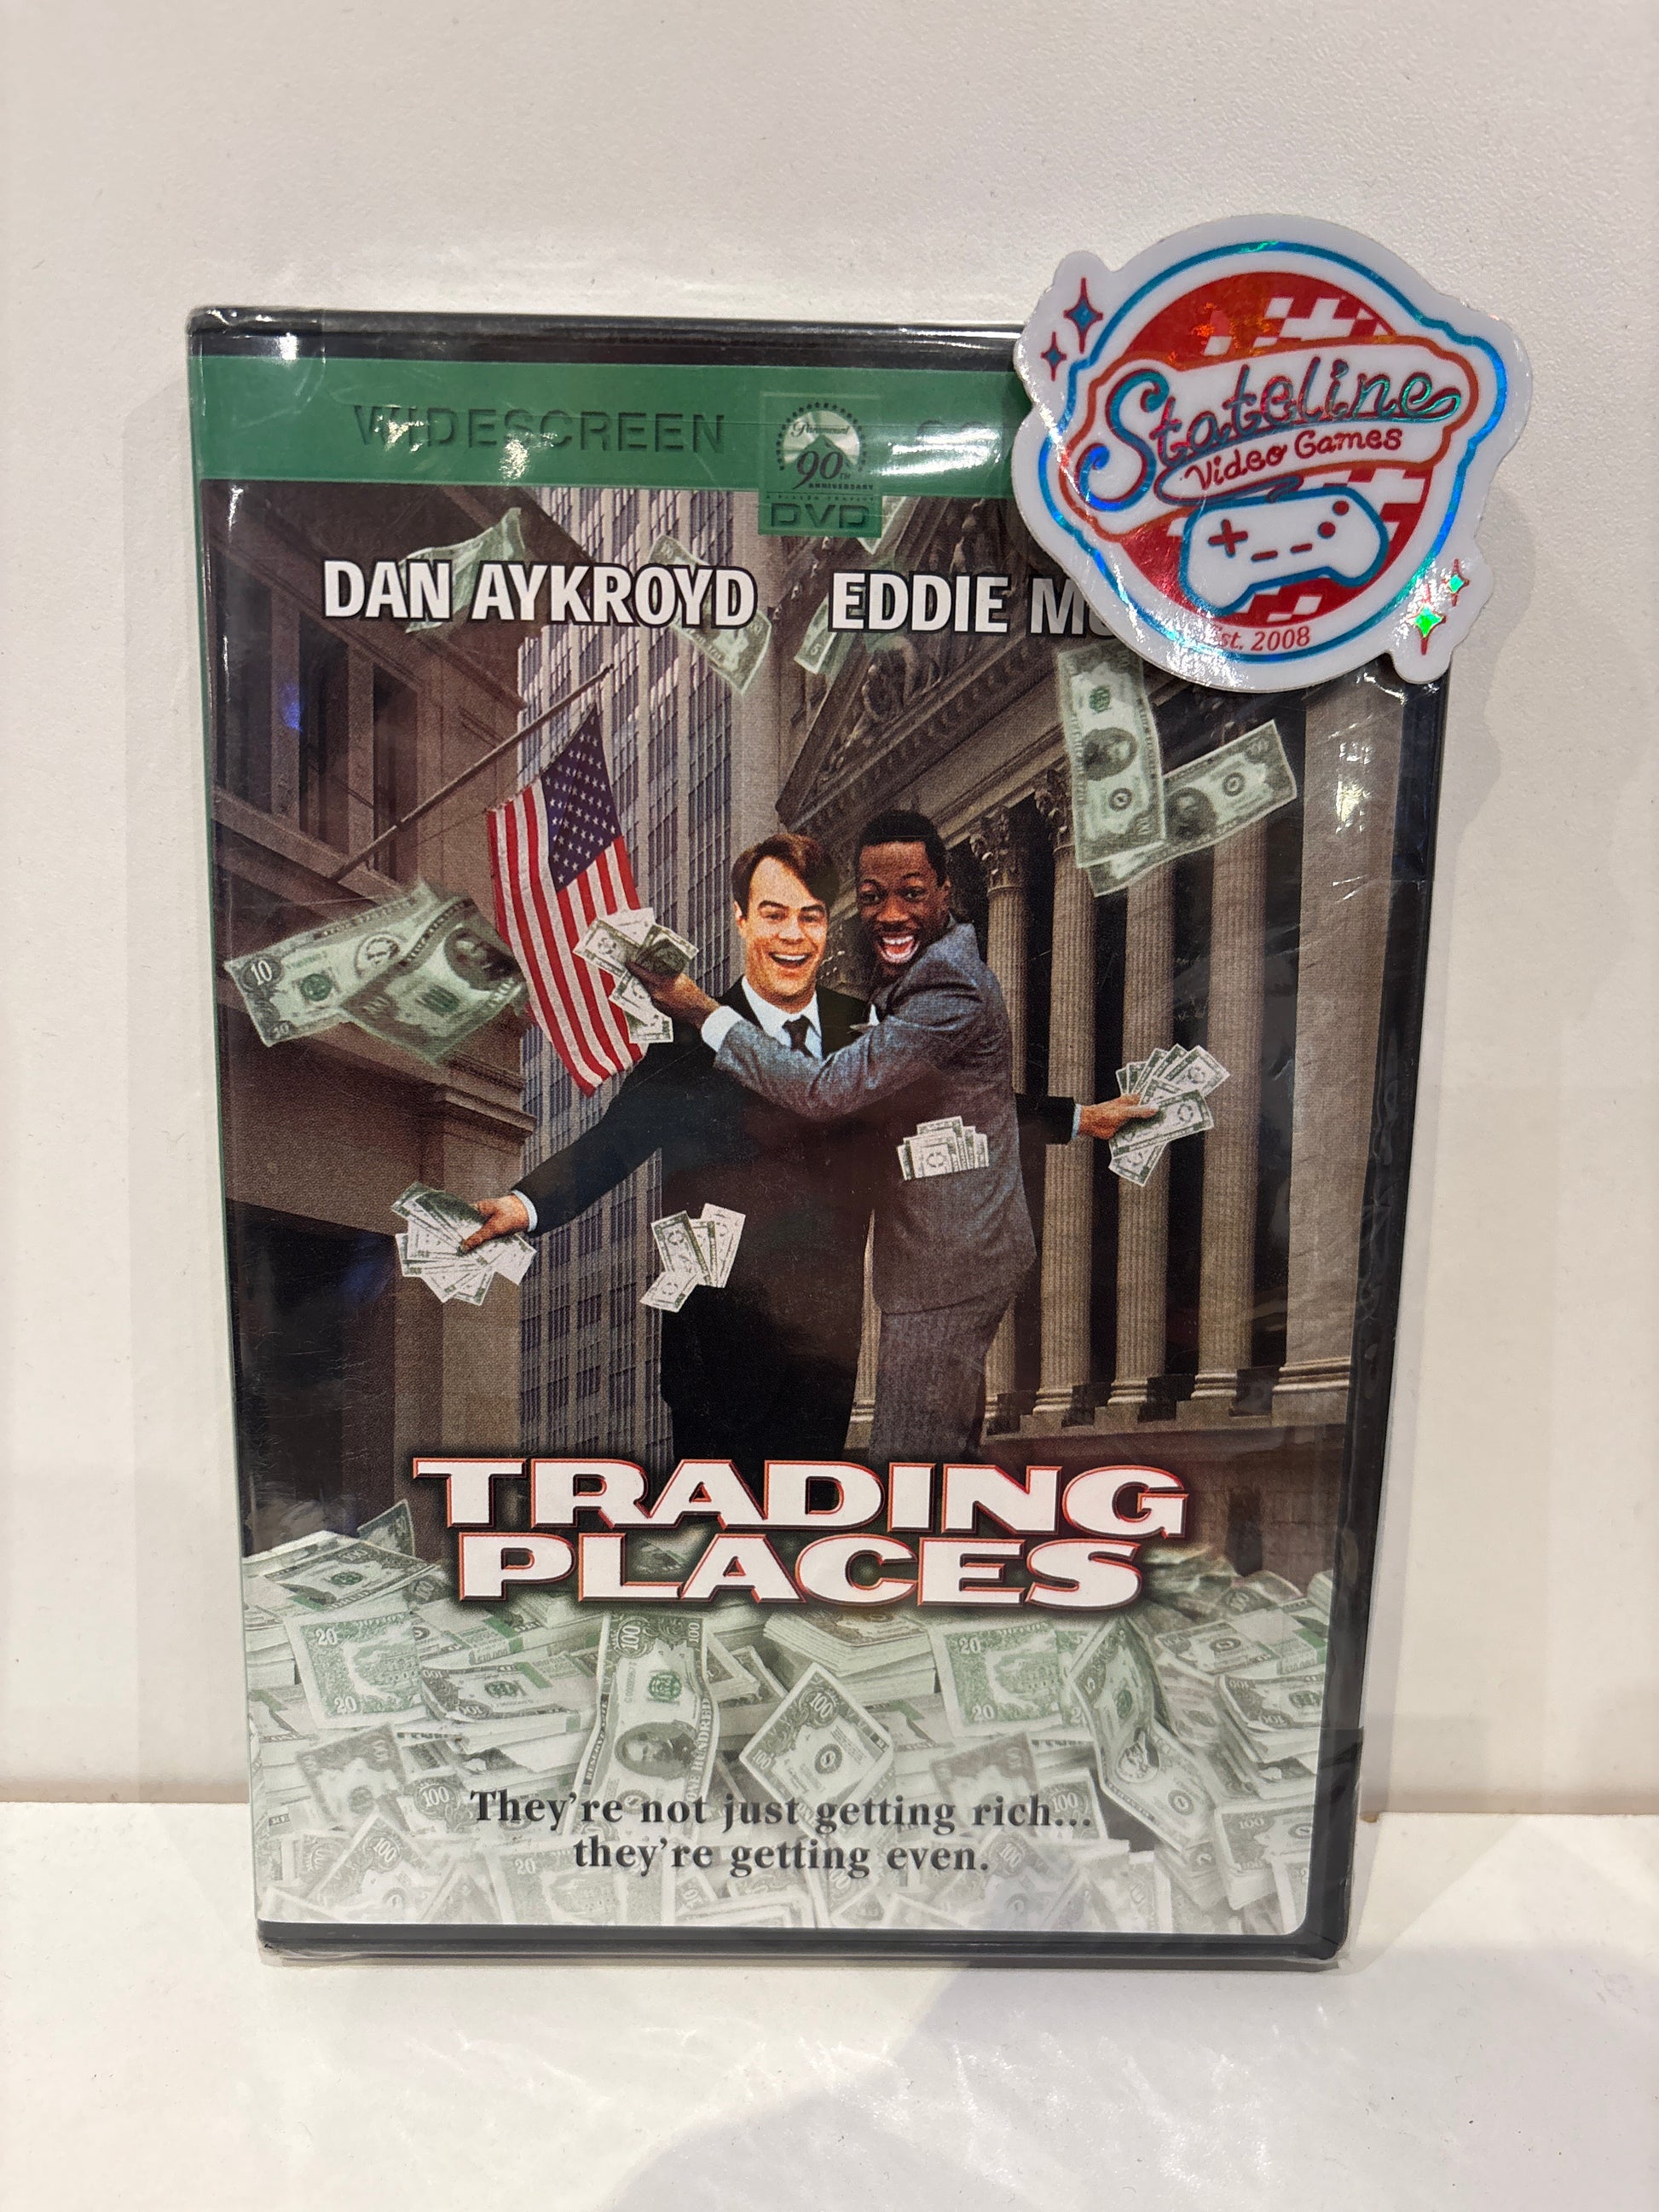 WIDESCREEN
Paramount
90TH
ANNIVERSARY
DVD
Stateline
Video Games
Est. 2008
DAN AYKROYD EDDIE
TRADING
PLACES
They're not just getting rich...
they're getting even.